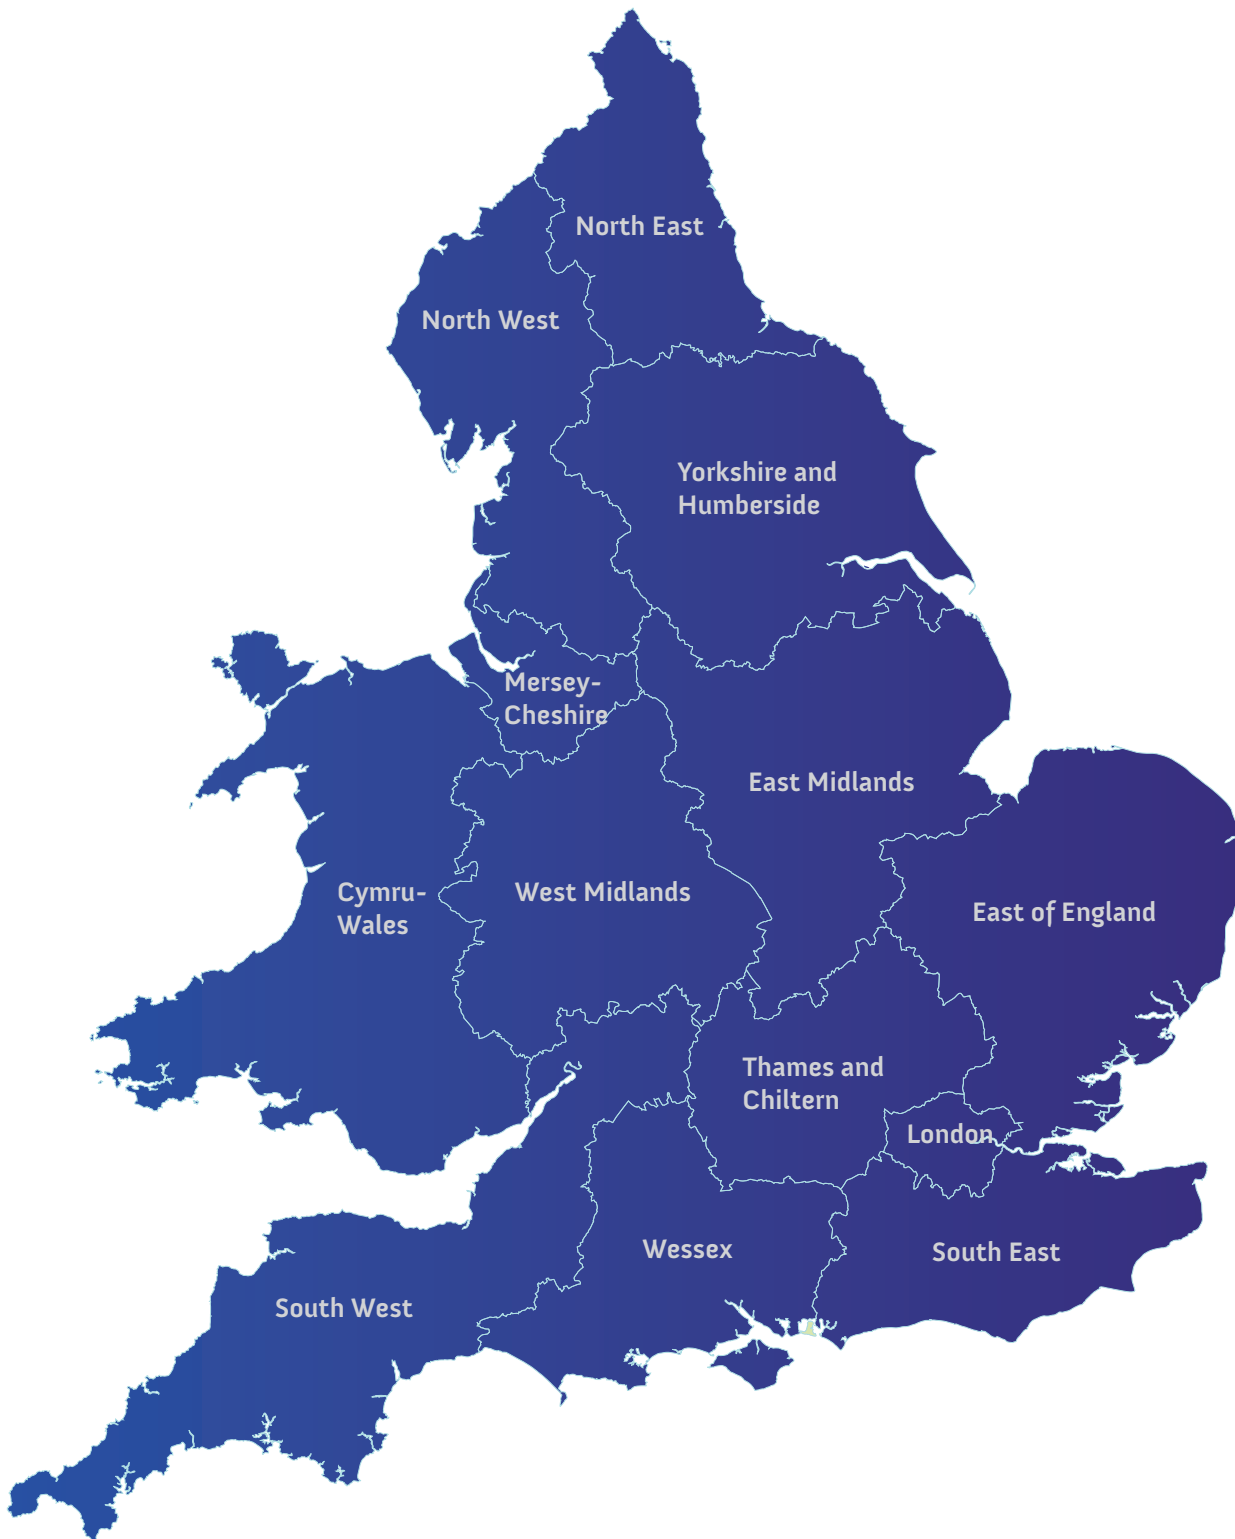 North East
North West
Yorkshire and
Humberside
Mersey-
Cheshire
East Midlands
Cymru-
Wales
West Midlands
East of England
Thames and
Chiltern
London
Wessex
South East
South West